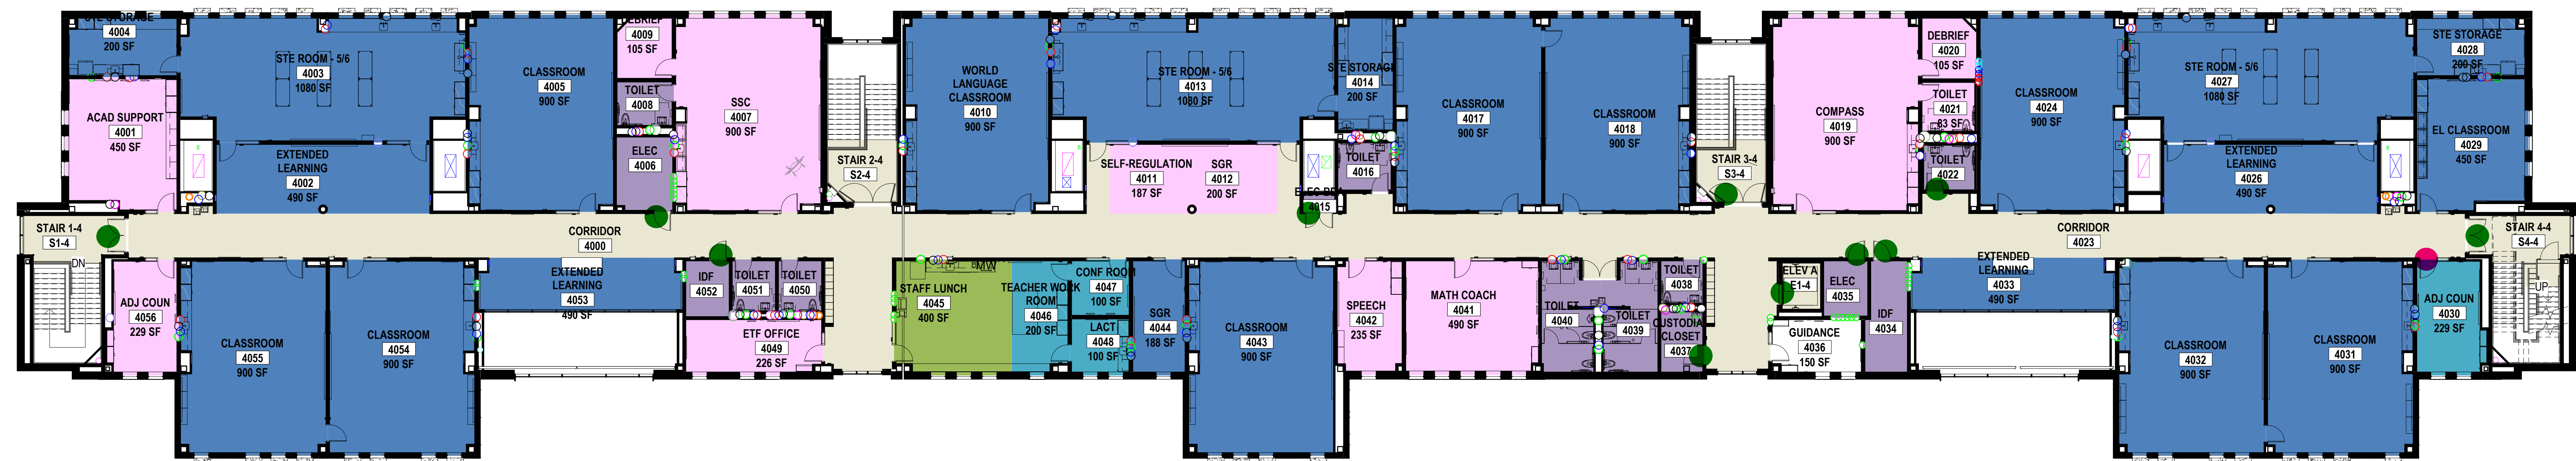 STE STORAGE
4004
200 SF
STE ROOM - 5/6
4003
1080 SF
ACAD SUPPORT
4001
450 SF
EXTENDED
LEARNING
4002
490 SF
CLASSROOM
4005
900 SF
DEBRIEF
4009
105 SF
TOILET
4008
ELEC
4006
SSC
4007
900 SF
STAIR 2-4
S2-4
WORLD
LANGUAGE
CLASSROOM
4010
900 SF
STE ROOM - 5/6
4013
1080 SF
SELF-REGULATION
4011
187 SF
SGR
4012
200 SF
STE STORAGE
4014
200 SF
TOILET
4016
4015
CLASSROOM
4017
900 SF
CLASSROOM
4018
900 SF
STAIR 3-4
S3-4
COMPASS
4019
900 SF
DEBRIEF
4020
105 SF
TOILET
4021
83 SF
TOILET
4022
CLASSROOM
4024
900 SF
STE ROOM - 5/6
4027
1080 SF
EXTENDED
LEARNING
4026
490 SF
STE STORAGE
4028
200 SF
EL CLASSROOM
4029
450 SF
STAIR 1-4
S1-4
DN
CORRIDOR
4000
CORRIDOR
4023
STAIR 4-4
S4-4
UP
ADJ COUN
4056
229 SF
CLASSROOM
4055
900 SF
CLASSROOM
4054
900 SF
EXTENDED
LEARNING
4053
490 SF
IDF
4052
TOILET
4051
TOILET
4050
ETF OFFICE
4049
226 SF
MW
STAFF LUNCH
4045
400 SF
TEACHER WORK
ROOM
4046
200 SF
CONF ROOM
4047
100 SF
LACT
4048
100 SF
SGR
4044
188 SF
CLASSROOM
4043
900 SF
SPEECH
4042
235 SF
MATH COACH
4041
490 SF
TOILET
4040
TOILET
4039
TOILET
4038
CUSTODIAL
CLOSET
4037
ELEV A
E1-4
ELEC
4035
GUIDANCE
4036
150 SF
IDF
4034
EXTENDED
LEARNING
4033
490 SF
CLASSROOM
4032
900 SF
CLASSROOM
4031
900 SF
ADJ COUN
4030
229 SF